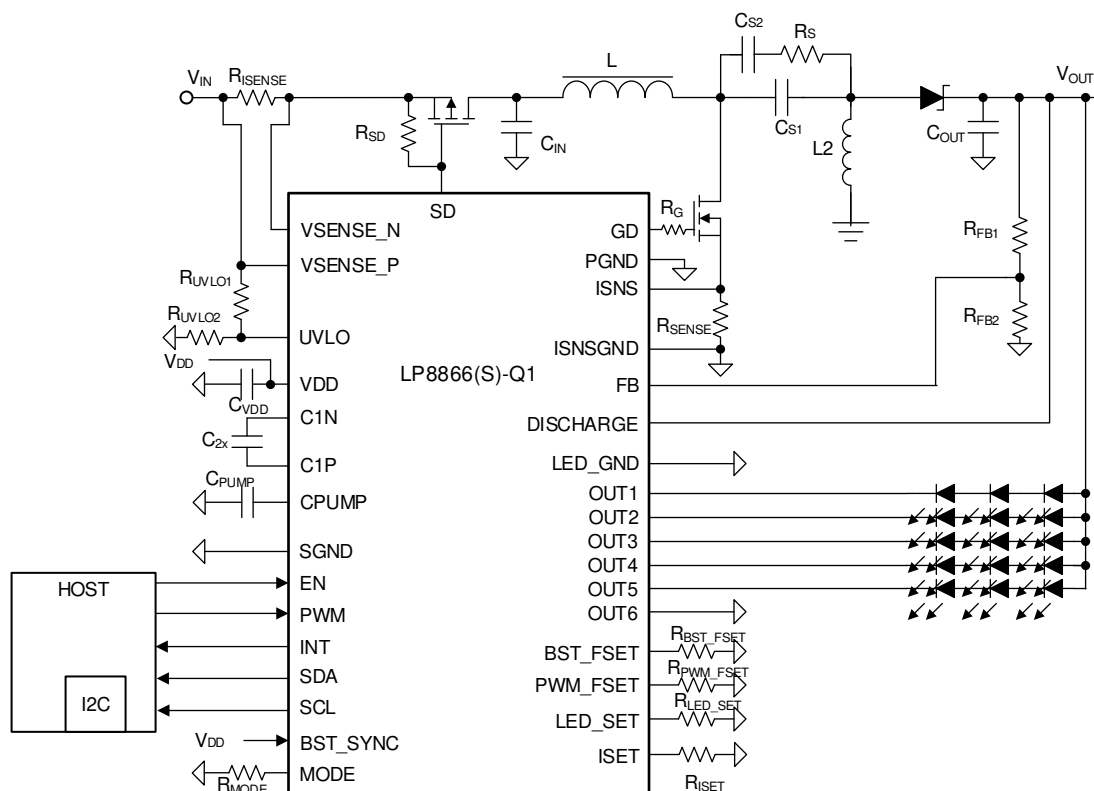 CS2
RS
L
VIN
RISENSE
VOUT
RSD
CIN
CS1
L2
COUT
SD
RG
VSENSE_N
GD
RFB1
VSENSE_P
PGND
RUVLO1
ISNS
RUVLO2
RSENSE
RFB2
UVLO
ISNSGND
VDD
LP8866(S)-Q1
VDD
FB
CVDD
C1N
DISCHARGE
C2x
C1P
LED_GND
CPUMP
CPUMP
OUT1
OUT2
SGND
OUT3
OUT4
HOST
EN
OUT5
PWM
OUT6
INT
RBST_FSET
BST_FSET
SDA
RPWM_FSET
PWM_FSET
I2C
SCL
RLED_SET
LED_SET
VDD
BST_SYNC
ISET
MODE
RMODE
RISET